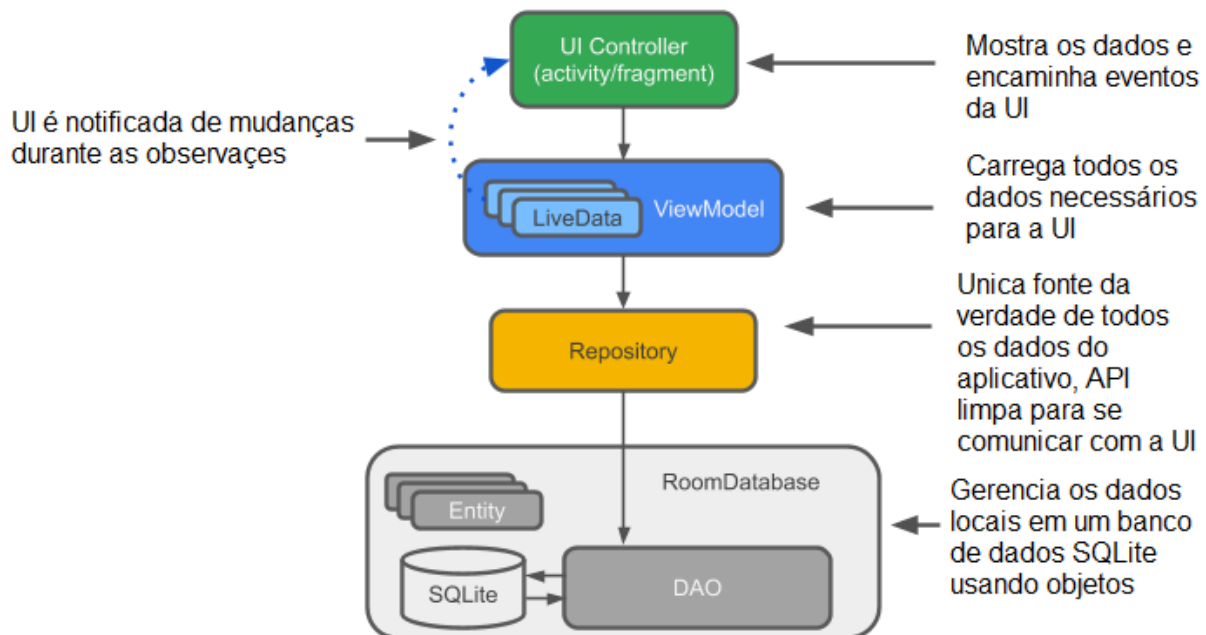 UI Controller
(activity/fragment)
Mostra os dados e
encaminha eventos
da UI
UI é notificada de mudanças
durante as observaçes
LiveData
ViewModel
Carrega todos os
dados necessários
para a UI
Repository
Unica fonte da
verdade de todos
os dados do
aplicativo, API
limpa para se
comunicar com a UI
RoomDatabase
Entity
SQLite
DAO
Gerencia os dados
locais em um banco
de dados SQLite
usando objetos